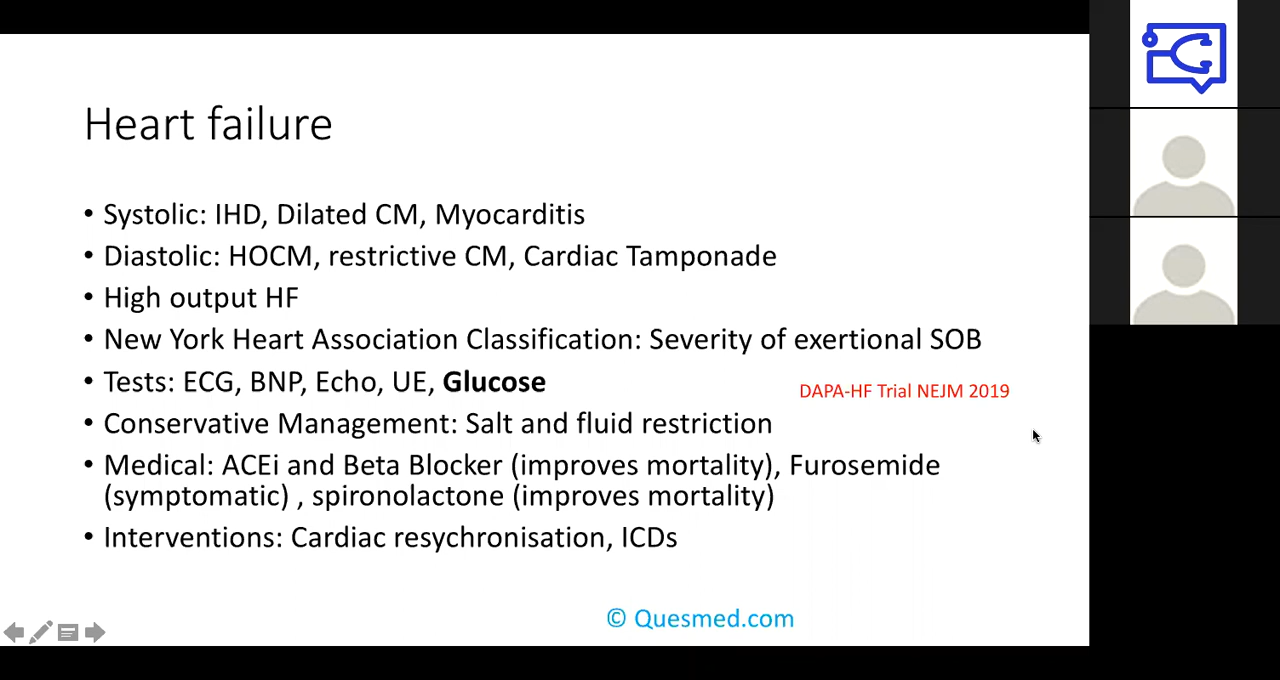 Heart failure
• Systolic: IHD, Dilated CM, Myocarditis
• Diastolic: HOCM, restrictive CM, Cardiac Tamponade
• High output HF
• New York Heart Association Classification: Severity of exertional SOB
• Tests: ECG, BNP, Echo, UE, Glucose
DAPA-HF Trial NEJM 2019
• Conservative Management: Salt and fluid restriction
• Medical: ACEi and Beta Blocker (improves mortality), Furosemide
(symptomatic) , spironolactone (improves mortality)
• Interventions: Cardiac resychronisation, ICDs
© Quesmed.com